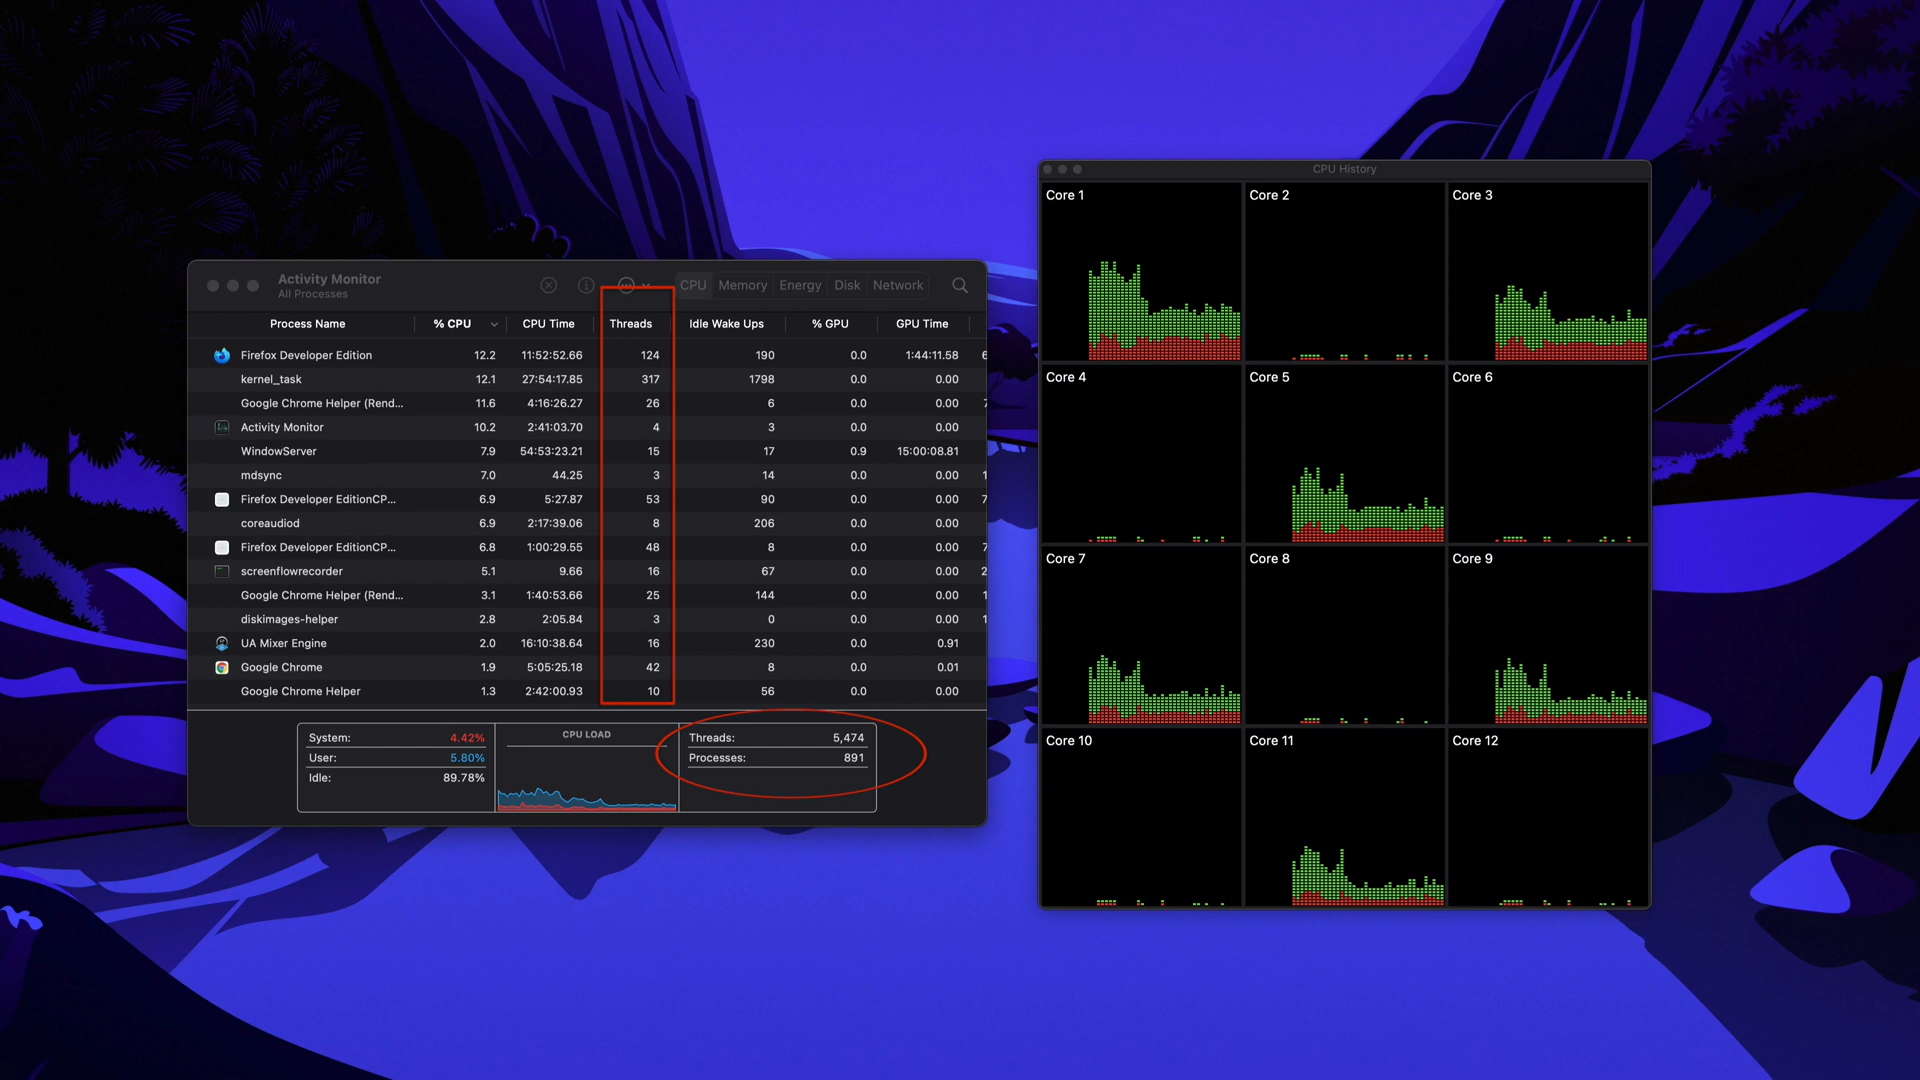 Activity Monitor
All Processes
CPU Memory Energy Disk Network
Process Name % CPU CPU Time Threads Idle Wake Ups % GPU GPU Time
Firefox Developer Edition 12.2 11:52:52.66 124 190 0.0 1:44:11.58 6
kernel_task 12.1 27:54:17.85 317 1798 0.0 0.00
Google Chrome Helper (Rend... 11.6 4:16:26.27 26 6 0.0 0.00 7
Activity Monitor 10.2 2:41:03.70 4 3 0.0 0.00
WindowServer 7.9 54:53:23.21 15 17 0.9 15:00:08.81
mdsync 7.0 44.25 3 14 0.0 0.00 1
Firefox Developer EditionCP... 6.9 5:27.87 53 90 0.0 0.00 7
coreaudiod 6.9 2:17:39.06 8 206 0.0 0.00
Firefox Developer EditionCP... 6.8 1:00:29.55 48 8 0.0 0.00 7
screenflowrecorder 5.1 9.66 16 67 0.0 0.00 2
Google Chrome Helper (Rend... 3.1 1:40:53.66 25 144 0.0 0.00 1
diskimages-helper 2.8 2:05.84 3 0 0.0 0.00 1
UA Mixer Engine 2.0 16:10:38.64 16 230 0.0 0.91
Google Chrome 1.9 5:05:25.18 42 8 0.0 0.01
Google Chrome Helper 1.3 2:42:00.93 10 56 0.0 0.00
System: 4.42%
User: 5.80%
Idle: 89.78%
CPU LOAD
Threads: 5,474
Processes: 891
CPU History
Core 1 Core 2 Core 3
Core 4 Core 5 Core 6
Core 7 Core 8 Core 9
Core 10 Core 11 Core 12